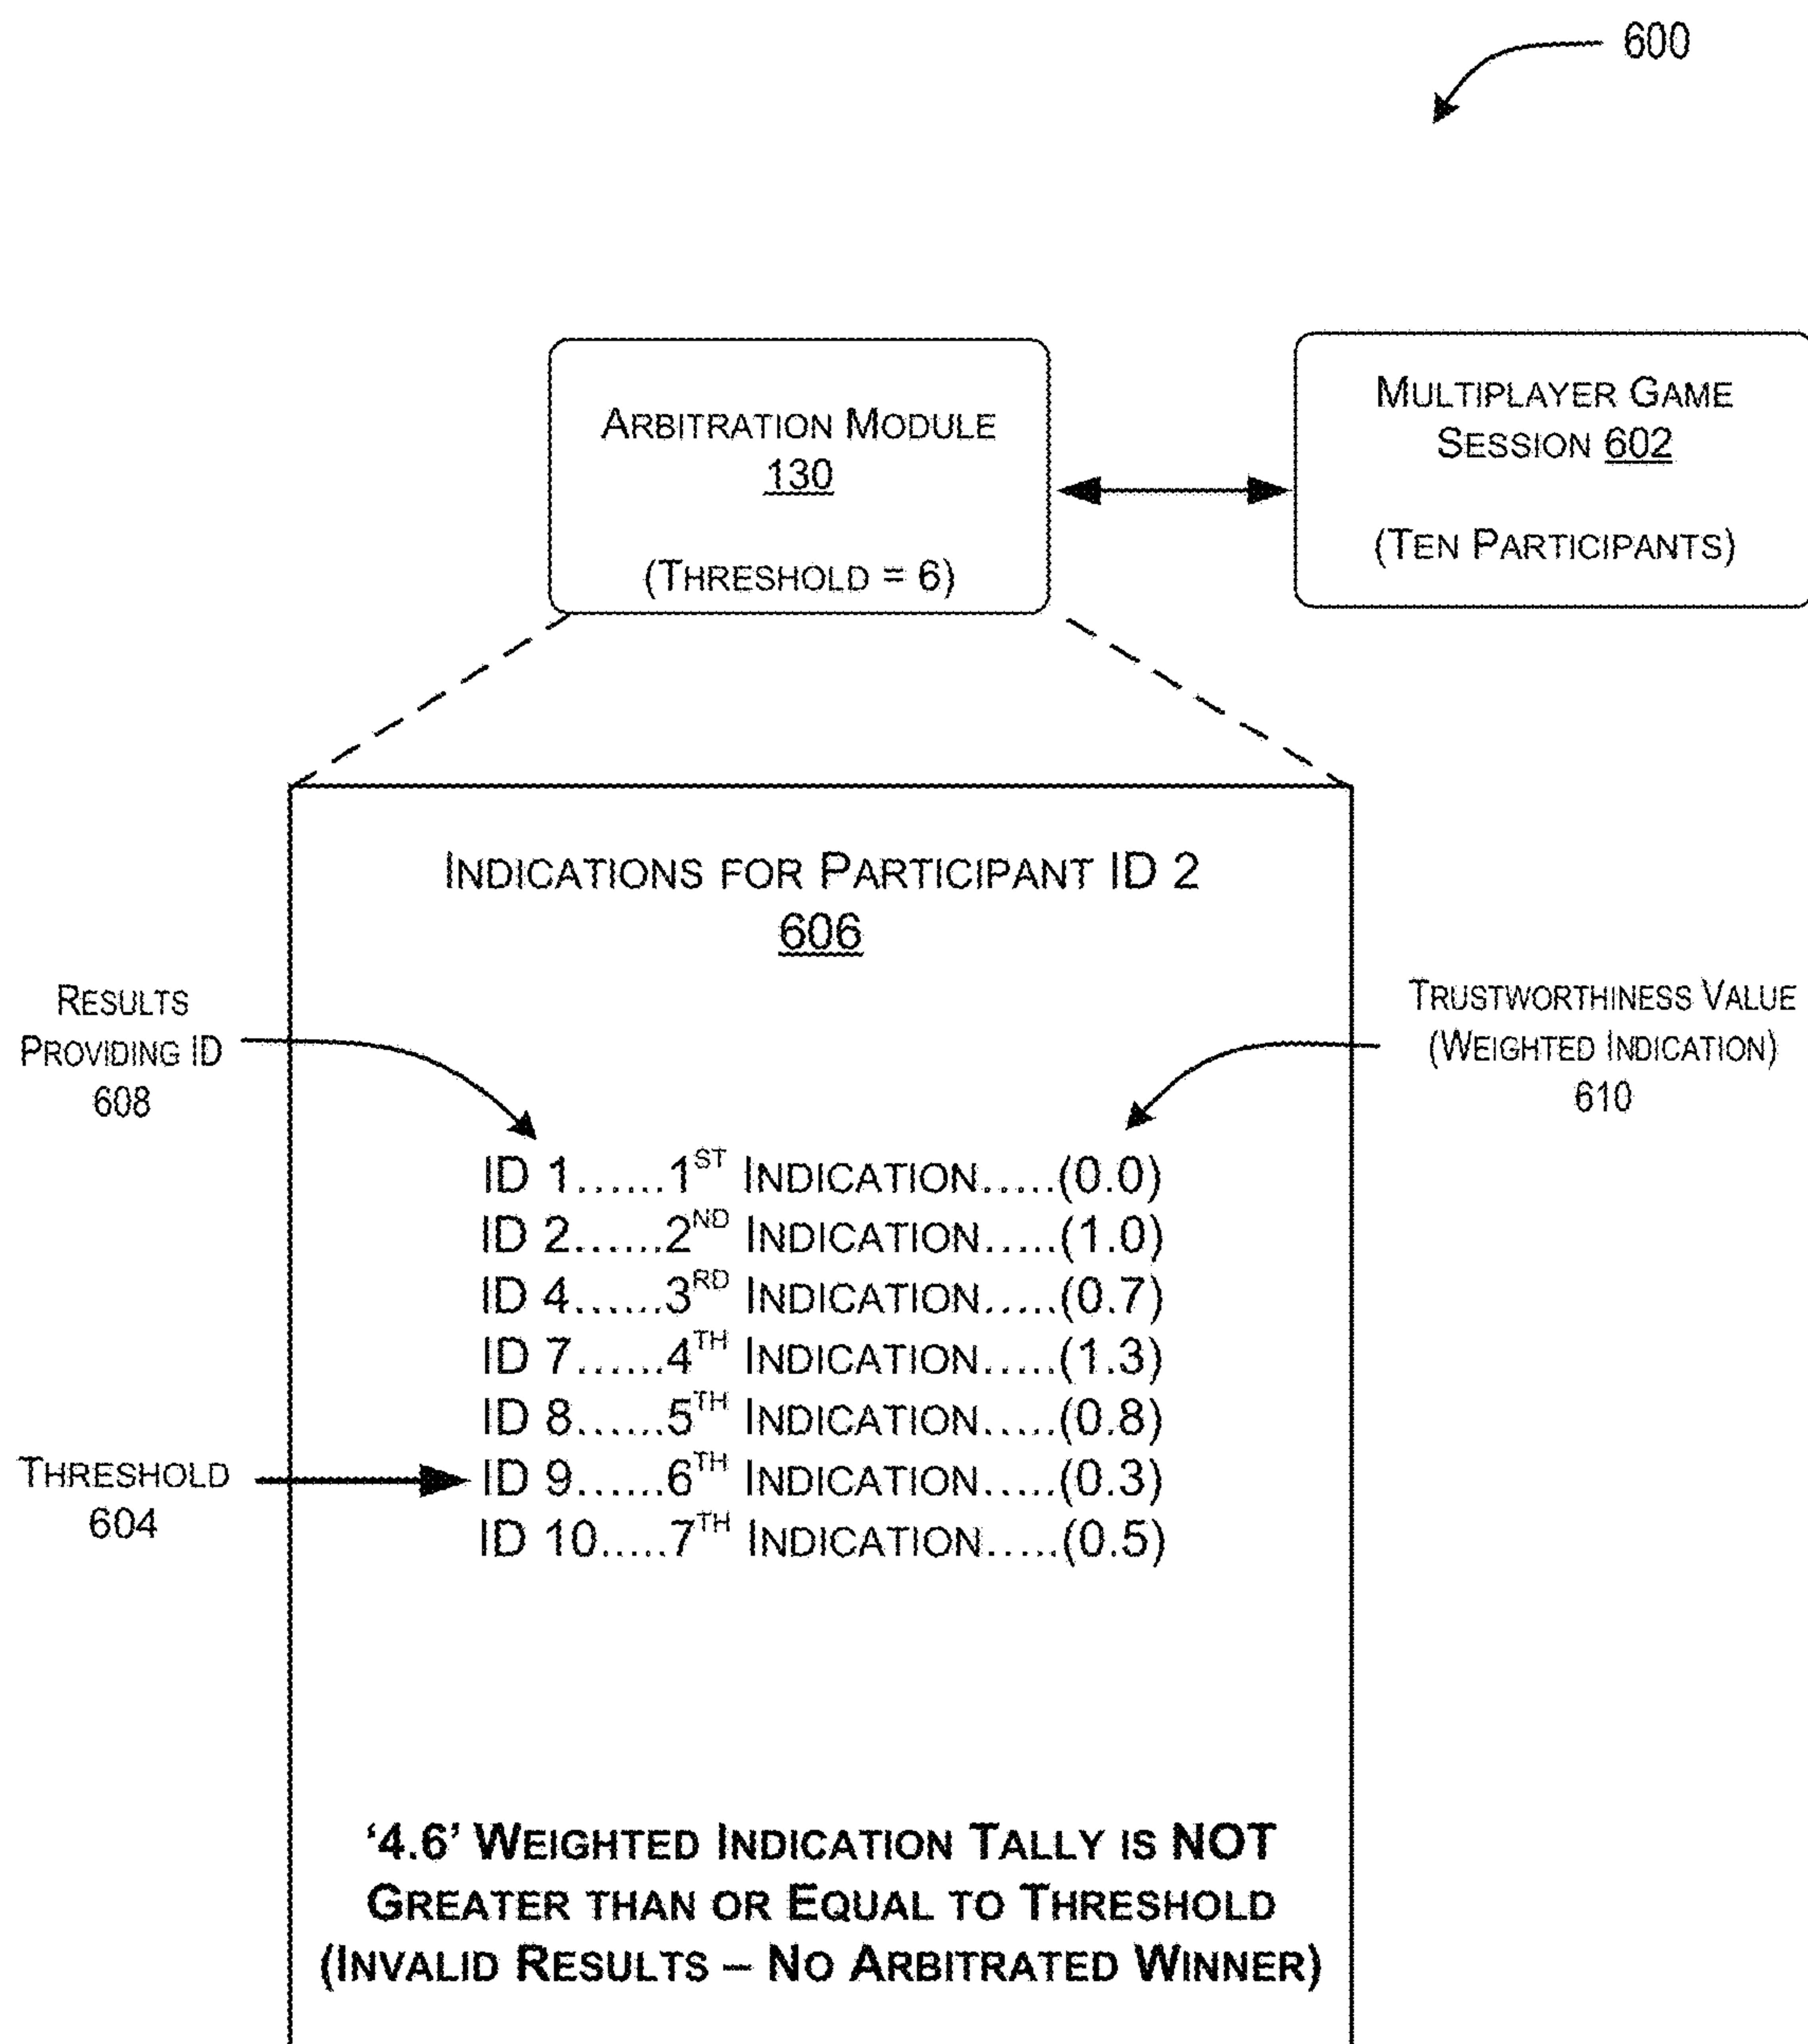 600
ARBITRATION MODULE
130
(THRESHOLD = 6)
MULTIPLAYER GAME
SESSION 602
(TEN PARTICIPANTS)
INDICATIONS FOR PARTICIPANT ID 2
606
RESULTS
PROVIDING ID
608
TRUSTWORTHINESS VALUE
(WEIGHTED INDICATION)
610
ID 1......1ST INDICATION.....(0.0)
ID 2......2ND INDICATION.....(1.0)
ID 4......3RD INDICATION.....(0.7)
ID 7......4TH INDICATION.....(1.3)
ID 8......5TH INDICATION.....(0.8)
THRESHOLD
604
ID 9......6TH INDICATION.....(0.3)
ID 10.....7TH INDICATION.....(0.5)
‘4.6’ WEIGHTED INDICATION TALLY IS NOT
GREATER THAN OR EQUAL TO THRESHOLD
(INVALID RESULTS – NO ARBITRATED WINNER)